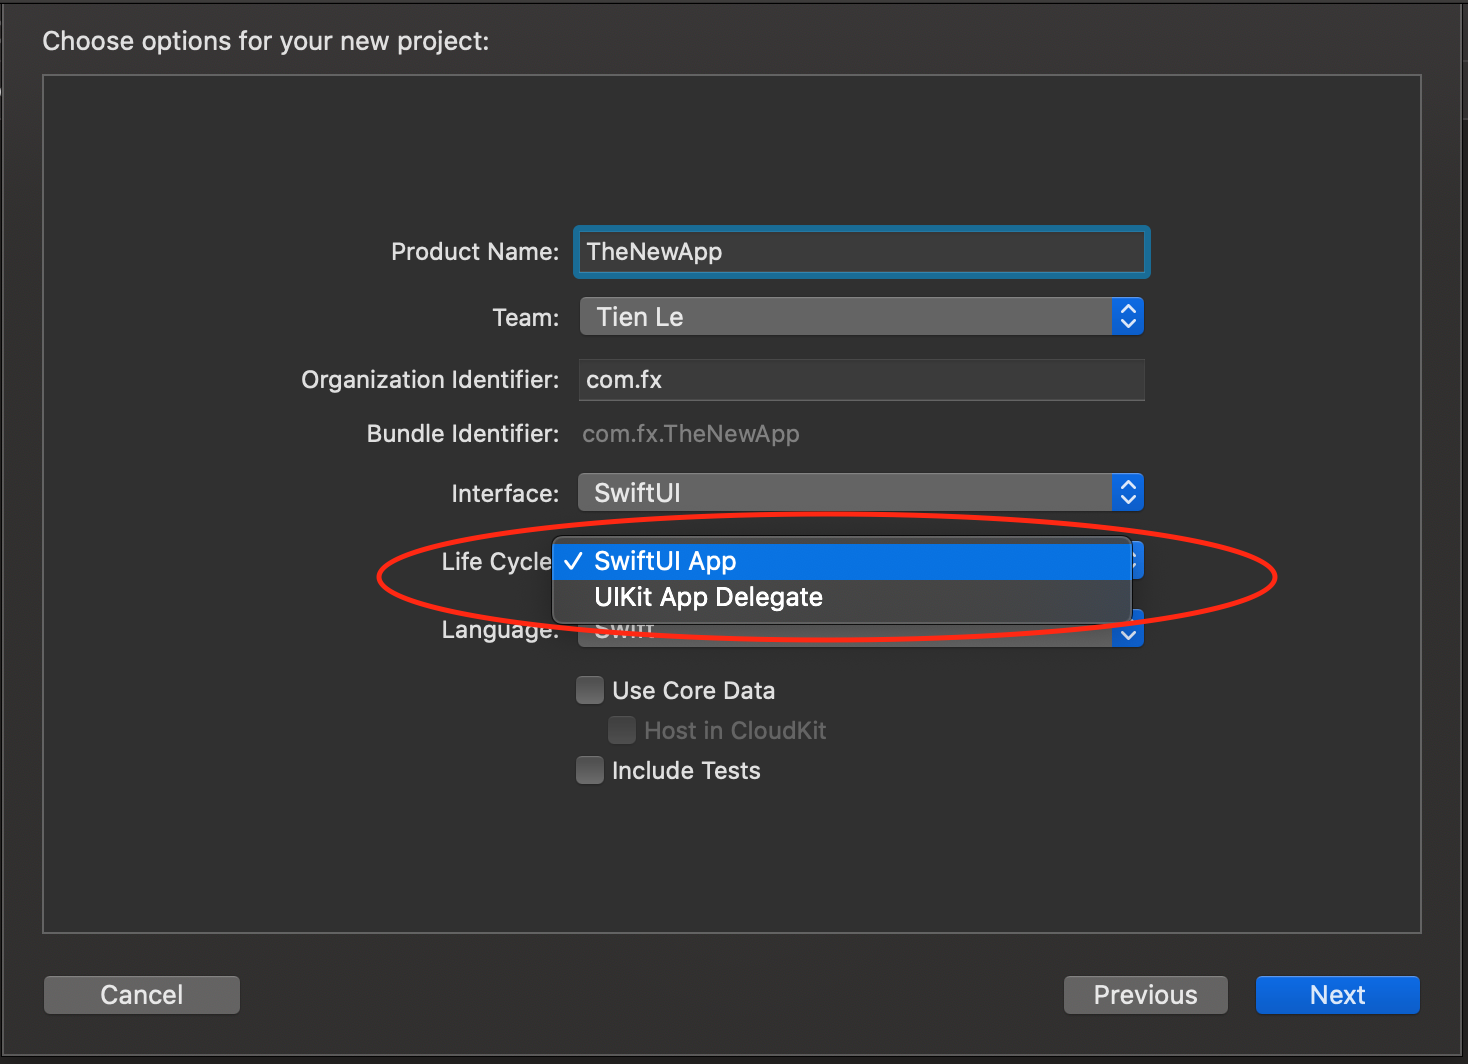 Choose options for your new project:
Product Name: TheNewApp
Team: Tien Le
Organization Identifier: com.fx
Bundle Identifier: com.fx.TheNewApp
Interface: SwiftUI
Life Cycle ✓ SwiftUI App
UIKit App Delegate
Language: Swift
Use Core Data
Host in CloudKit
Include Tests
Cancel Previous Next